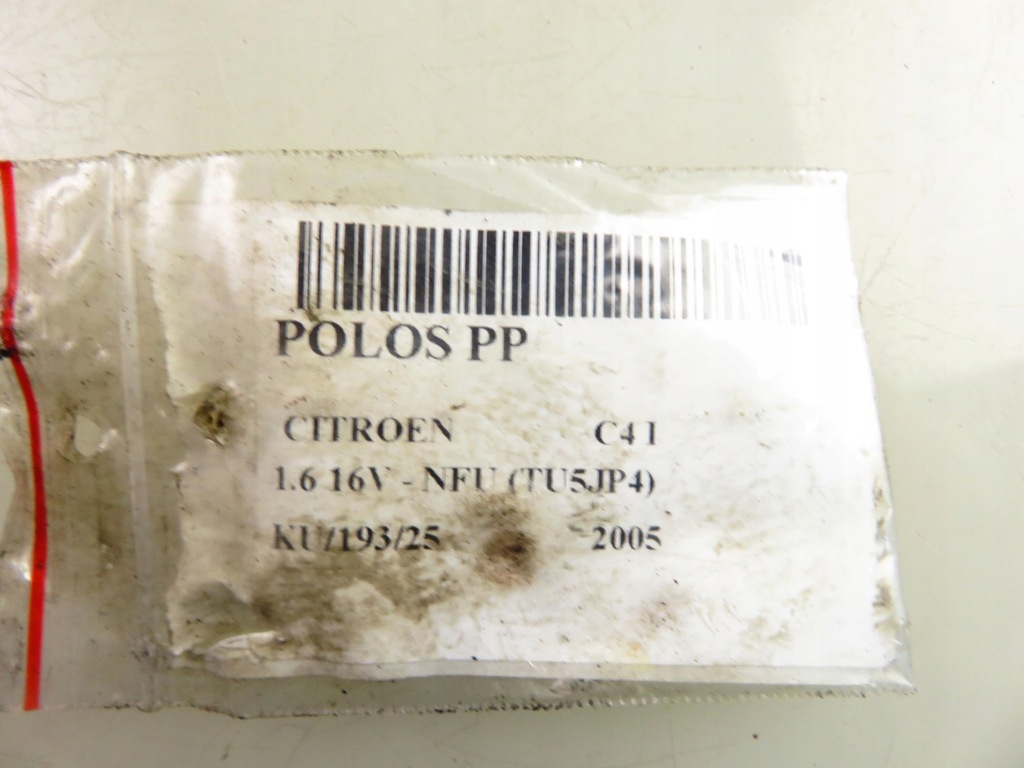 POLOS PP
CITROEN C4 I
1.6 16V - NFU (TU5JP4)
KU/193/25 2005